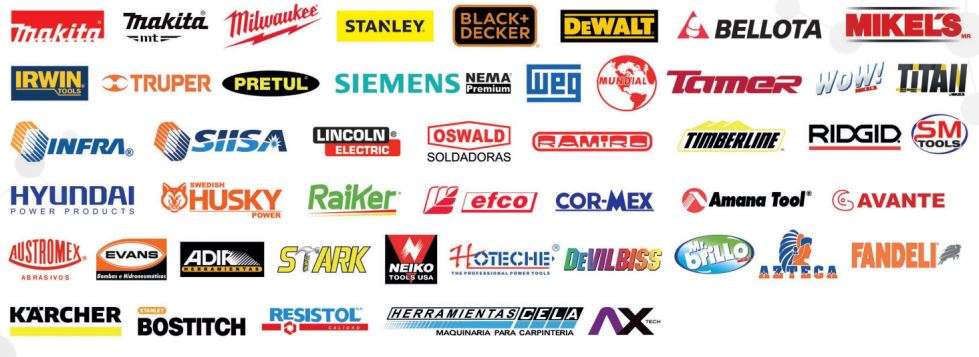 makita
makita
mt
Milwaukee®
STANLEY®
BLACK+
DECKER®
DEWALT®
BELLOTA
MIKEL'S MR
IRWIN®
TOOLS
TRUPER
PRETUL®
SIEMENS
NEMA
Premium
WEG
MUNDIAL
Tamer
WOW!
TITAN
INFRA®
SIISA
LINCOLN®
ELECTRIC
OSWALD
SOLDADORAS
RAMIRO
TIMBERLINE
RIDGID®
SM
TOOLS
HYUNDAI
POWER PRODUCTS
SWEDISH
HUSKY
POWER
RaiKer
efco
COR-MEX
Amana Tool®
AVANTE
AUSTROMEX®
ABRASIVOS
EVANS®
Bombas e Hidroneumáticos
ADIR
HERRAMIENTAS
STARK
NEIKO
TOOLS USA
HOTECHE®
THE PROFESSIONAL POWER TOOLS
DEVILBISS
Mr.
brillo
AZTECA
FANDELI
KÄRCHER
STANLEY
BOSTITCH
RESISTOL
CALIDAD
HERRAMIENTAS CELA
MAQUINARIA PARA CARPINTERIA
AX TECH